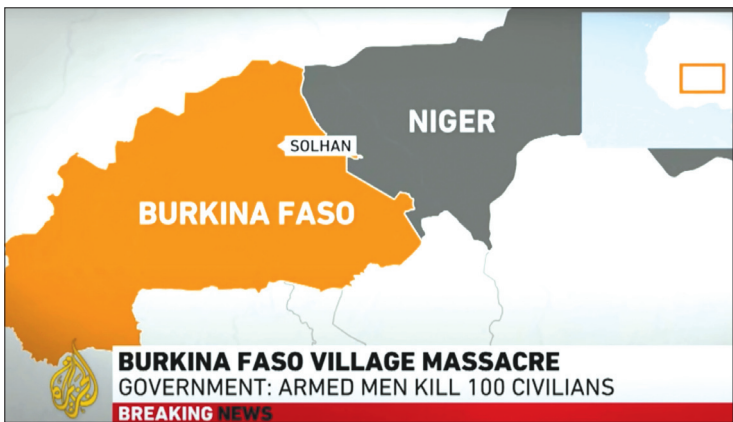 NIGER
SOLHAN
BURKINA FASO
BURKINA FASO VILLAGE MASSACRE
GOVERNMENT: ARMED MEN KILL 100 CIVILIANS
BREAKING NEWS